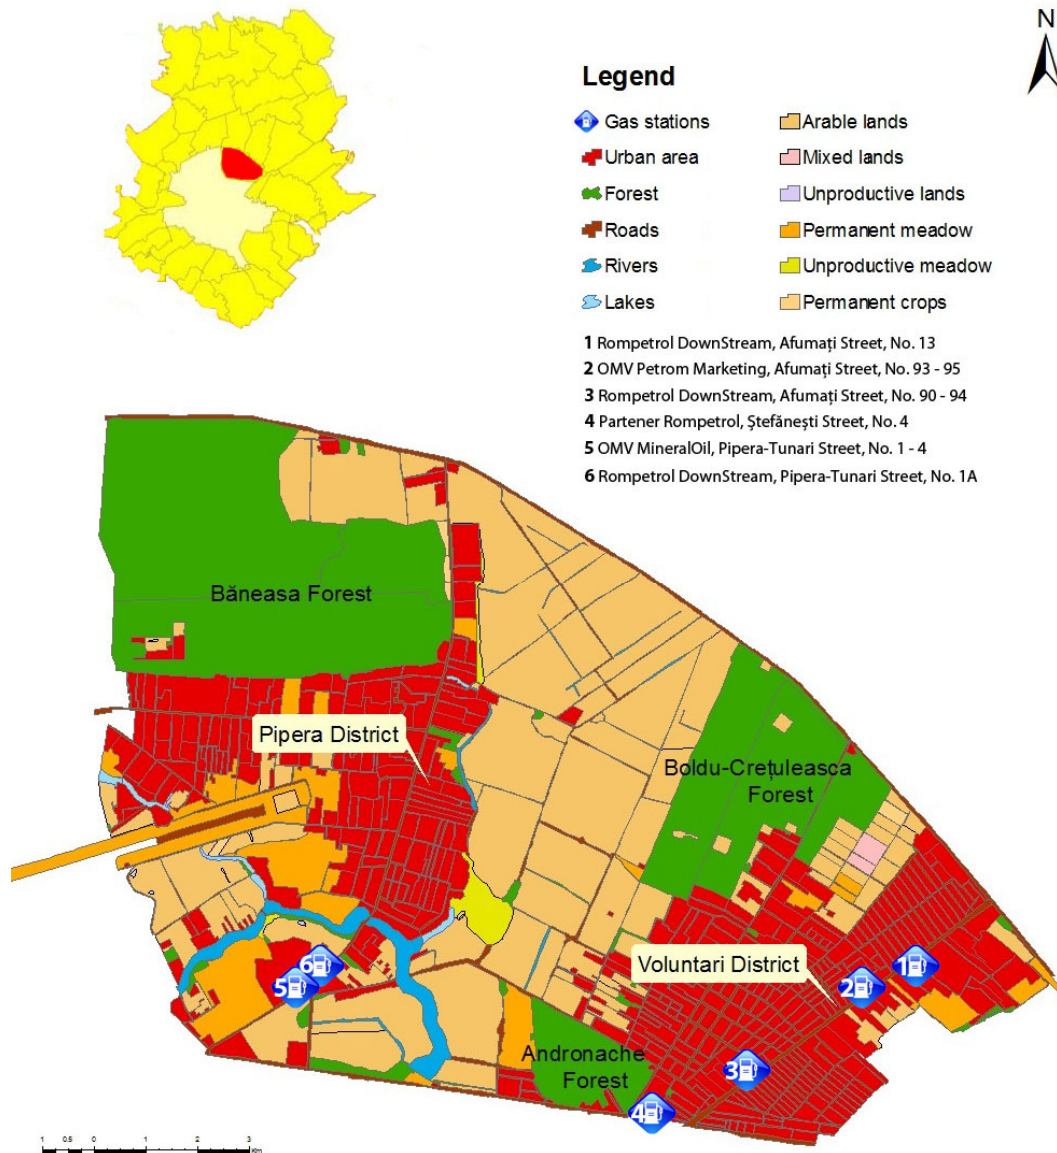 N
Legend
Gas stations
Urban area
Forest
Roads
Rivers
Lakes
Arable lands
Mixed lands
Unproductive lands
Permanent meadow
Unproductive meadow
Permanent crops
1 Rompetrol DownStream, Afumați Street, No. 13
2 OMV Petrom Marketing, Afumați Street, No. 93 - 95
3 Rompetrol DownStream, Afumați Street, No. 90 - 94
4 Partener Rompetrol, Ștefănești Street, No. 4
5 OMV MineralOil, Pipera-Tunari Street, No. 1 - 4
6 Rompetrol DownStream, Pipera-Tunari Street, No. 1A
Băneasa Forest
Pipera District
Boldu-Crețuleasca
Forest
Voluntari District
6
5
1
2
Andronache
Forest
3
4
1 0.5 0 1 2 3
Km